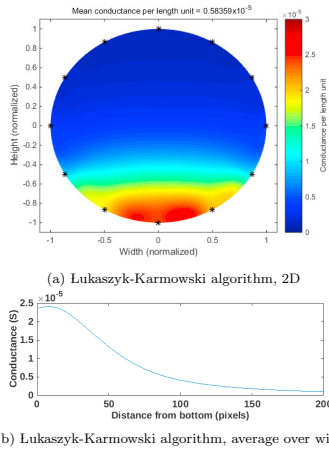 Mean conductance per length unit = 0.58359x10⁻⁵
×10⁻⁵
3
2.5
2
1.5
1
0.5
0
Conductance per length unit
1
0.8
0.6
0.4
0.2
0
-0.2
-0.4
-0.6
-0.8
-1
Height (normalized)
-1 -0.5 0 0.5 1
Width (normalized)
(a) Łukaszyk-Karmowski algorithm, 2D
×10⁻⁵
2.5
2
1.5
1
0.5
0
Conductance (S)
0 50 100 150 200
Distance from bottom (pixels)
b) Łukaszyk-Karmowski algorithm, average over wi